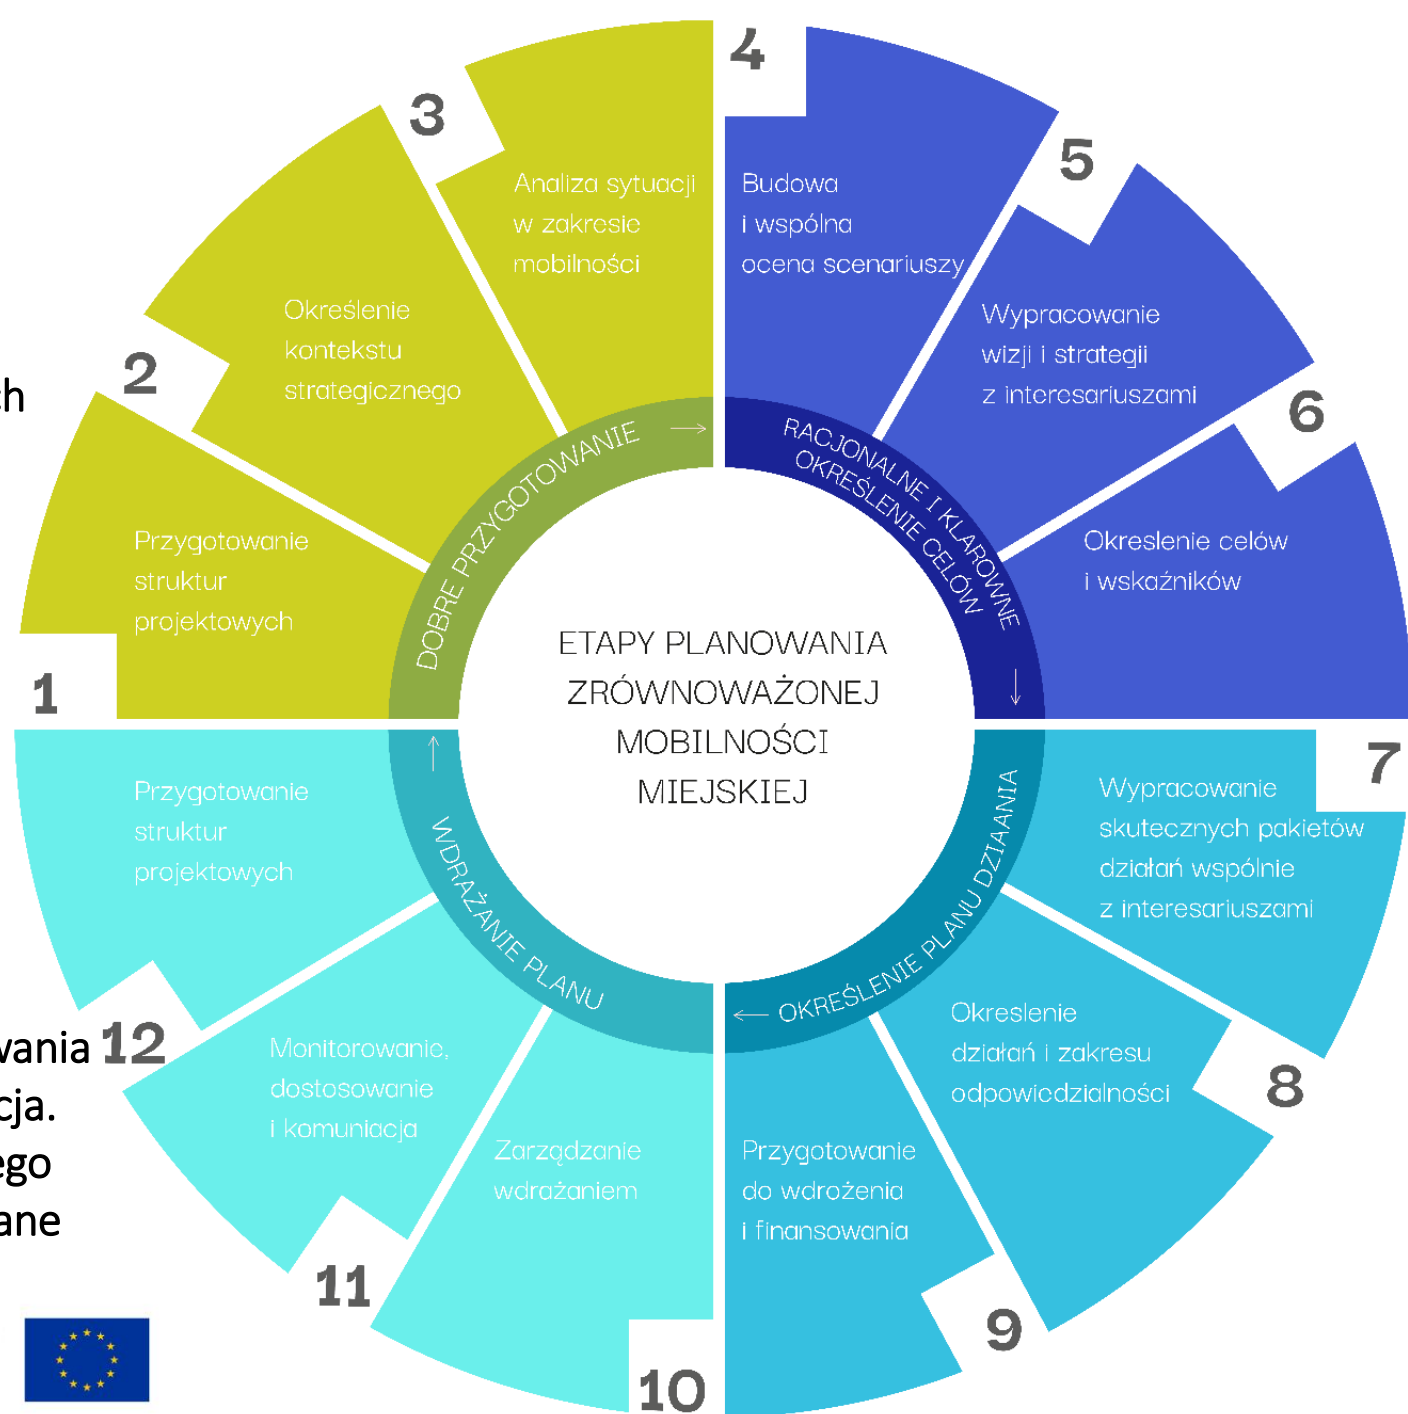 ETAPY PLANOWANIA
ZRÓWNOWAŻONEJ
MOBILNOŚCI
MIEJSKIEJ
DOBRE PRZYGOTOWANIE →
1
Przygotowanie
struktur
projektowych
2
Określenie
kontekstu
strategicznego
3
Analiza sytuacji
w zakresie
mobilności
RACJONALNE I KLAROWNE
OKREŚLENIE CELÓW →
4
Budowa
i wspólna
ocena scenariuszy
5
Wypracowanie
wizji i strategii
z interesariuszami
6
Okreslenie celów
i wskaźników
OKREŚLENIE PLANU DZIAANIA →
7
Wypracowanie
skutecznych pakietów
działań wspólnie
z interesariuszami
8
Okreslenie
działań i zakresu
odpowiedzialności
9
Przygotowanie
do wdrożenia
i finansowania
WDRAŻANIE PLANU →
10
Zarządzanie
wdrażaniem
11
Monitorowanie,
dostosowanie
i komuniacja
12
Przygotowanie
struktur
projektowych
ch
wania
cja.
ego
ane